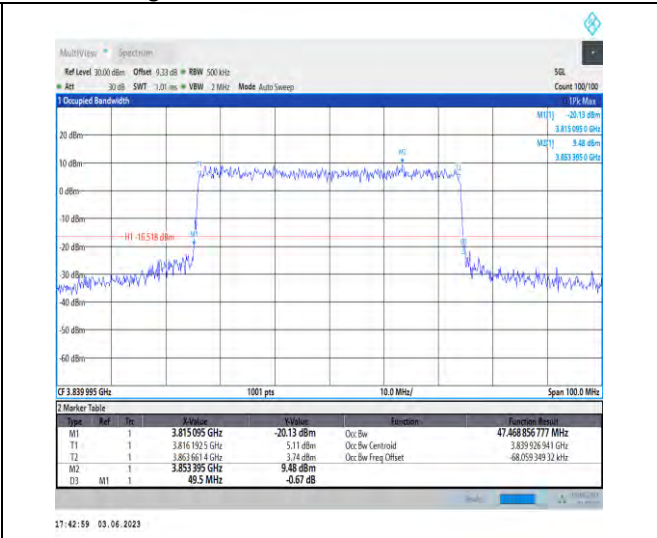 MultiView Spectrum
Ref Level 30.00 dBm Offset 9.33 dB RBW 500 kHz SGL
Att 30 dB SWT 1.01 ms VBW 2 MHz Mode Auto Sweep Count 100/100
1 Occupied Bandwidth 1Pk Max
M1[1] -20.13 dBm
3.815 095 0 GHz
M2[1] 9.48 dBm
3.853 395 0 GHz
20 dBm
10 dBm
0 dBm
-10 dBm
H1 -16.518 dBm
-20 dBm
-30 dBm
-40 dBm
-50 dBm
-60 dBm
M2
T1
T2
M1
CF 3.839 995 GHz 1001 pts 10.0 MHz/ Span 100.0 MHz
2 Marker Table
Type Ref Trc X-Value Y-Value Function Function Result
M1 1 3.815 095 GHz -20.13 dBm Occ Bw 47.468 856 777 MHz
T1 1 3.816 192 5 GHz 5.11 dBm Occ Bw Centroid 3.839 926 941 GHz
T2 1 3.863 661 4 GHz 3.74 dBm Occ Bw Freq Offset -68.059 349 32 kHz
M2 1 3.853 395 GHz 9.48 dBm
D3 M1 1 49.5 MHz -0.67 dB
17:42:59 03.06.2023